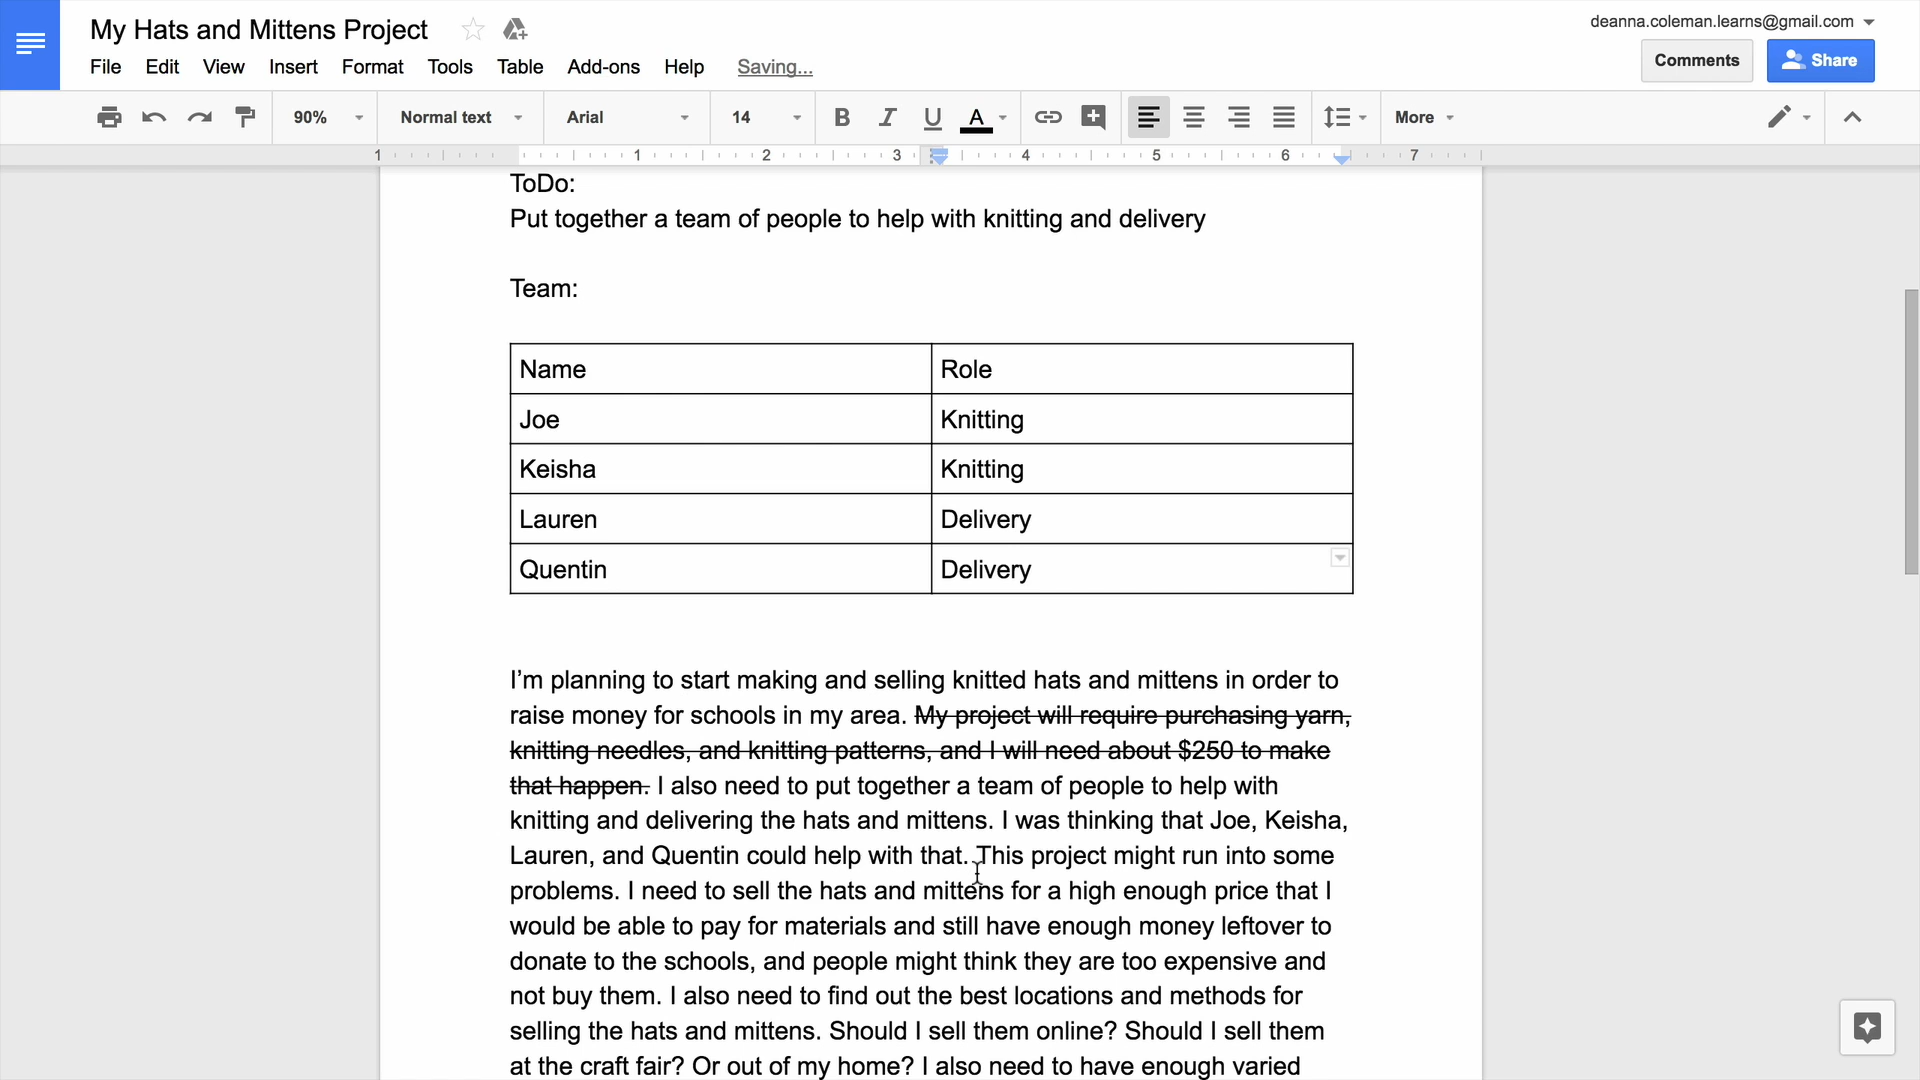 My Hats and Mittens Project
deanna.coleman.learns@gmail.com
File Edit View Insert Format Tools Table Add-ons Help Saving...
Comments Share
90% Normal text Arial 14 B I U A More
1 1 2 3 4 5 6 7
ToDo:
Put together a team of people to help with knitting and delivery
Team:
Name Role
Joe Knitting
Keisha Knitting
Lauren Delivery
Quentin Delivery
I’m planning to start making and selling knitted hats and mittens in order to
raise money for schools in my area. My project will require purchasing yarn,
knitting needles, and knitting patterns, and I will need about $250 to make
that happen. I also need to put together a team of people to help with
knitting and delivering the hats and mittens. I was thinking that Joe, Keisha,
Lauren, and Quentin could help with that. This project might run into some
problems. I need to sell the hats and mittens for a high enough price that I
would be able to pay for materials and still have enough money leftover to
donate to the schools, and people might think they are too expensive and
not buy them. I also need to find out the best locations and methods for
selling the hats and mittens. Should I sell them online? Should I sell them
at the craft fair? Or out of my home? I also need to have enough varied